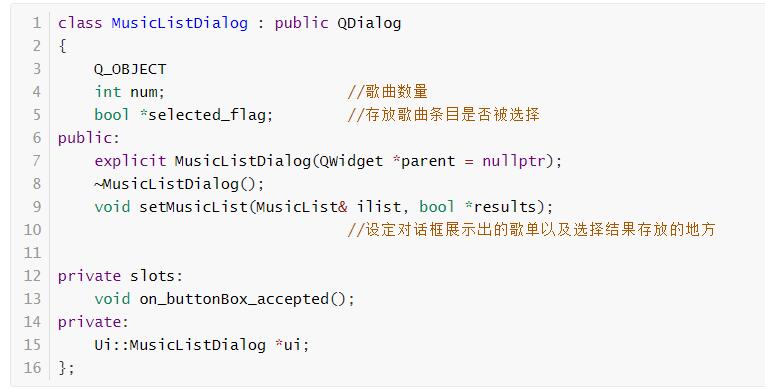 1 class MusicListDialog : public QDialog
2 {
3     Q_OBJECT
4     int num;                    //歌曲数量
5     bool *selected_flag;        //存放歌曲条目是否被选择
6 public:
7     explicit MusicListDialog(QWidget *parent = nullptr);
8     ~MusicListDialog();
9     void setMusicList(MusicList& ilist, bool *results);
10                                 //设定对话框展示出的歌单以及选择结果存放的地方
11
12 private slots:
13     void on_buttonBox_accepted();
14 private:
15     Ui::MusicListDialog *ui;
16 };